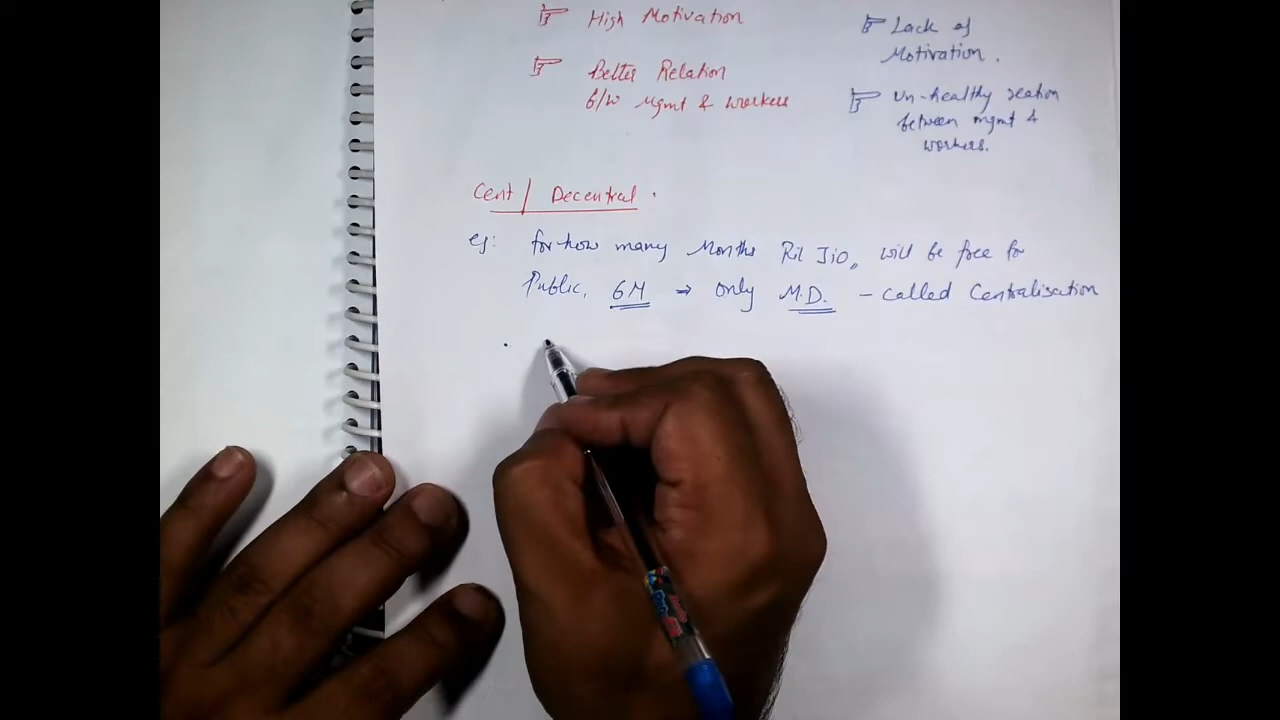 High Motivation
Better Relation
b/w Mgmt & workers
Lack of
Motivation.
Un-healthy reation
between mgmt &
workers.
Cent / Decentral.
eg: for how many Months Ril Jio, will be free for
Public, 6M → only M.D. - called Centralisation